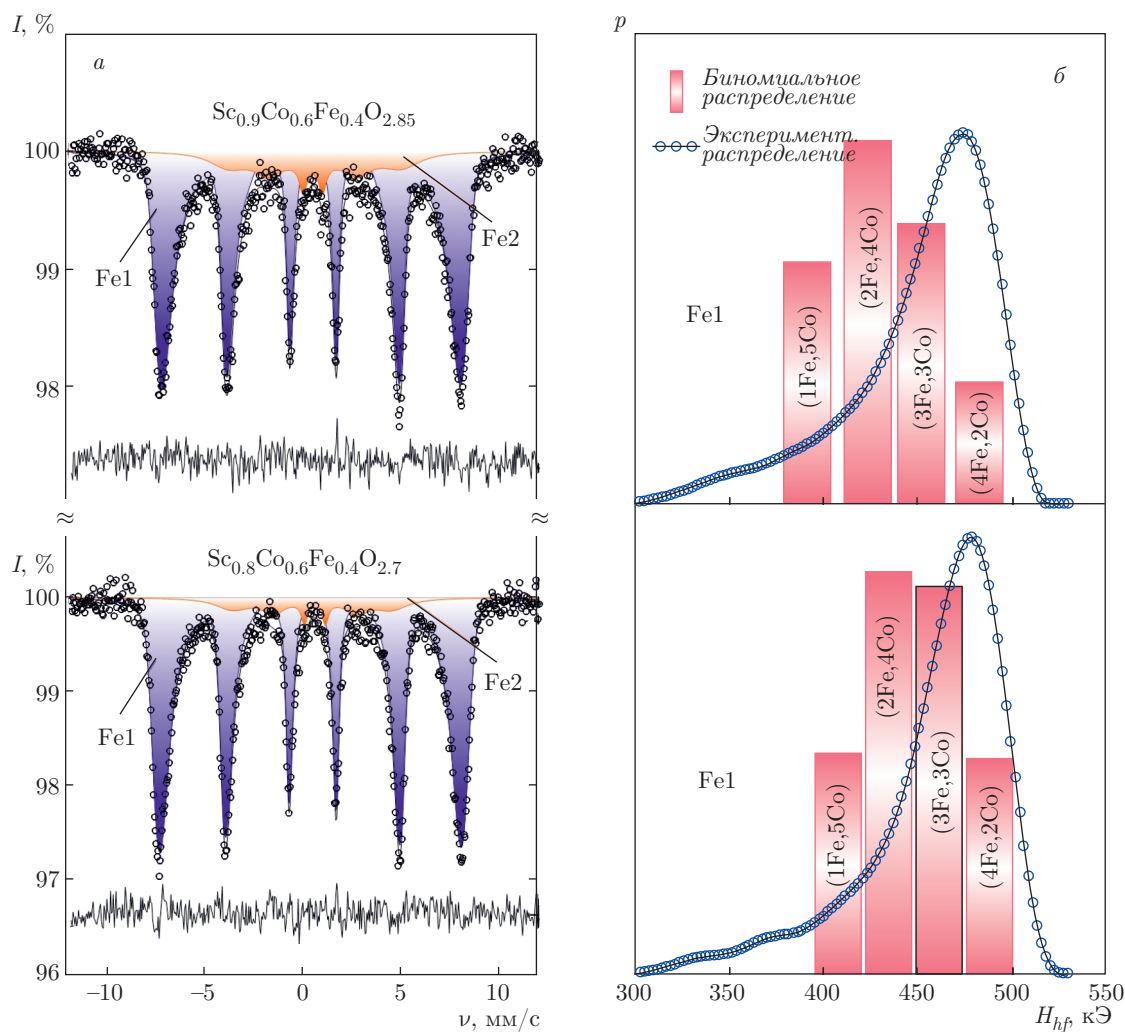 I, %
а
Sc0.9Co0.6Fe0.4O2.85
100
99
98
Fe1
Fe2
≈
≈
I, %
Sc0.8Co0.6Fe0.4O2.7
100
99
98
97
96
Fe1
Fe2
−10
−5
0
5
10
ν, мм/с
p
б
Биномиальное
распределение
Эксперимент.
распределение
Fe1
(1Fe,5Co)
(2Fe,4Co)
(3Fe,3Co)
(4Fe,2Co)
Fe1
(1Fe,5Co)
(2Fe,4Co)
(3Fe,3Co)
(4Fe,2Co)
300
350
400
450
500
550
Hhf, кЭ